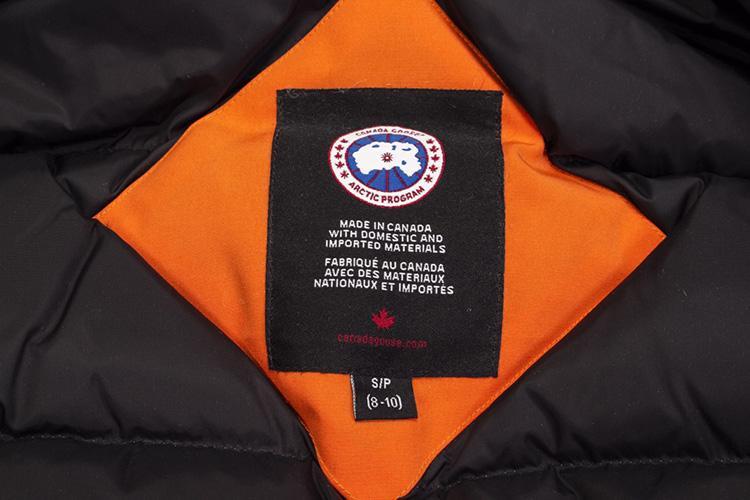 CANADA GOOSE
ARCTIC PROGRAM
MADE IN CANADA
WITH DOMESTIC AND
IMPORTED MATERIALS
FABRIQUÉ AU CANADA
AVEC DES MATERIAUX
NATIONAUX ET IMPORTÉS
canadagoose.com
S/P
(8-10)